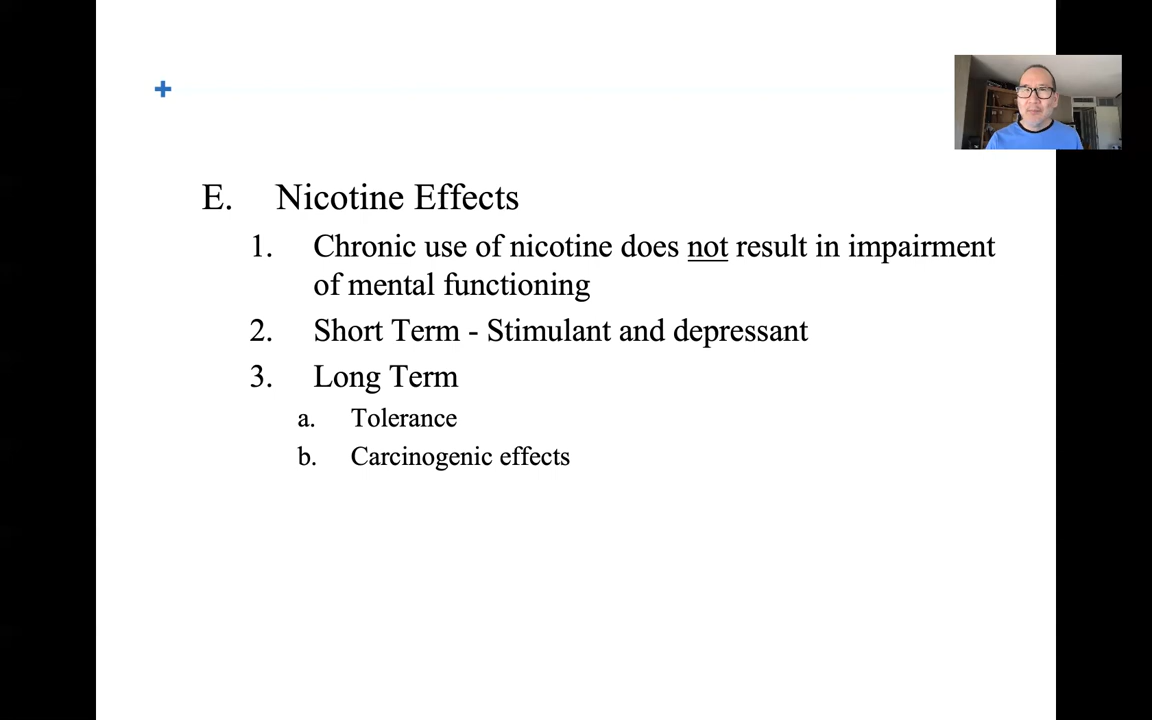 E. Nicotine Effects
1. Chronic use of nicotine does not result in impairment
of mental functioning
2. Short Term - Stimulant and depressant
3. Long Term
a. Tolerance
b. Carcinogenic effects